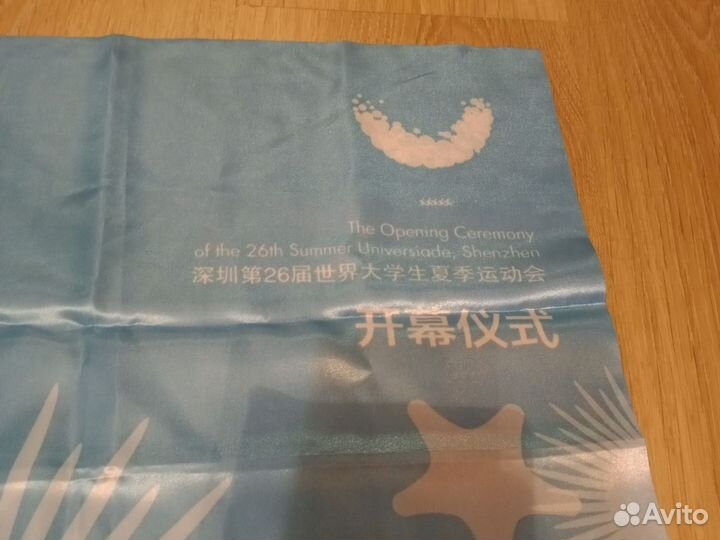 The Opening Ceremony
of the 26th Summer Universiade, Shenzhen
深圳第26届世界大学生夏季运动会
开幕仪式
Avito